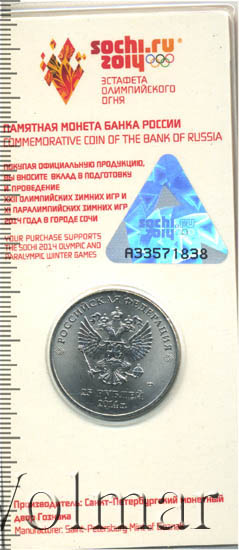 sochi.ru
2014
ЭСТАФЕТА
ОЛИМПИЙСКОГО
ОГНЯ
ПАМЯТНАЯ МОНЕТА БАНКА РОССИИ
COMMEMORATIVE COIN OF THE BANK OF RUSSIA
ПОКУПАЯ ОФИЦИАЛЬНУЮ ПРОДУКЦИЮ,
ВЫ ВНОСИТЕ ВКЛАД В ПОДГОТОВКУ
И ПРОВЕДЕНИЕ
XXII ОЛИМПИЙСКИХ ЗИМНИХ ИГР И
XI ПАРАЛИМПИЙСКИХ ЗИМНИХ ИГР
2014 ГОДА В ГОРОДЕ СОЧИ
YOUR PURCHASE SUPPORTS
THE SOCHI 2014 OLYMPIC AND
PARALYMPIC WINTER GAMES
sochi.ru
2014
A33571838
РОССИЙСКАЯ ФЕДЕРАЦИЯ
25 РУБЛЕЙ
Производитель: Санкт-Петербургский монетный
двор Гознака
Manufacturer: Saint-Petersburg Mint of Goznak
Volmar